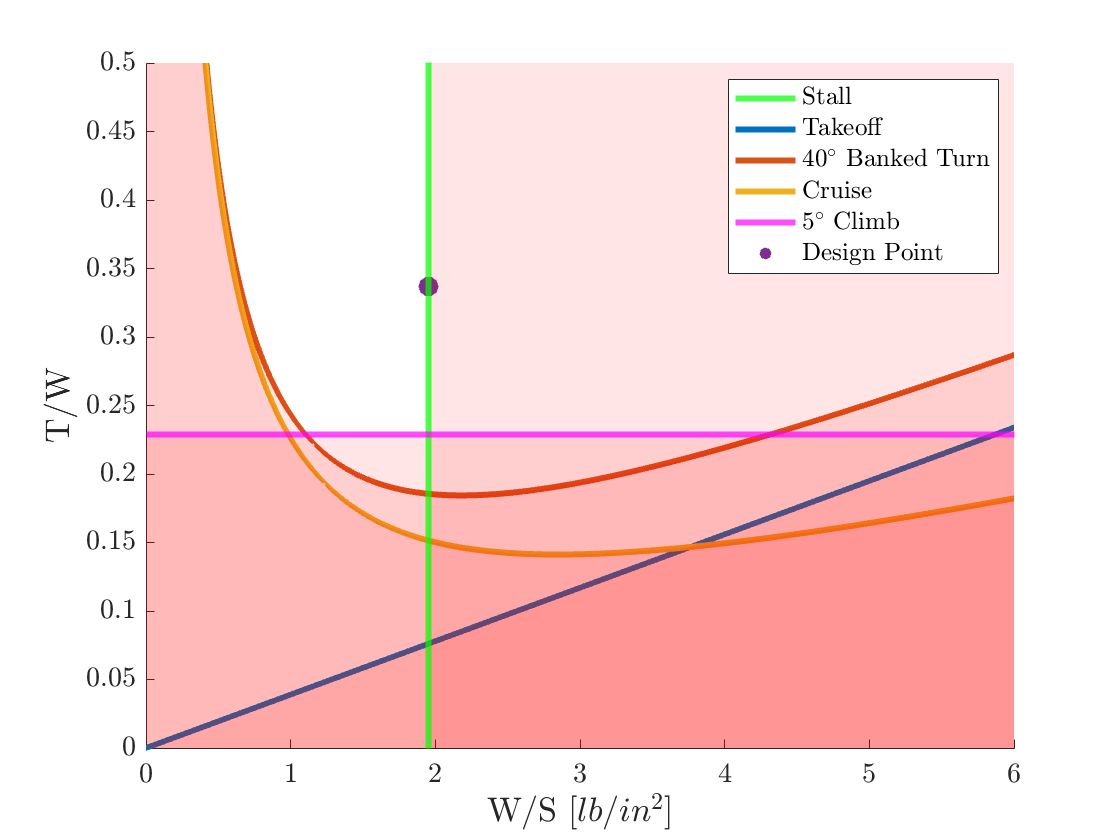 0.5
0.45
0.4
0.35
0.3
0.25
0.2
0.15
0.1
0.05
0
T/W
Stall
Takeoff
40° Banked Turn
Cruise
5° Climb
Design Point
0 1 2 3 4 5 6
W/S [lb/in²]